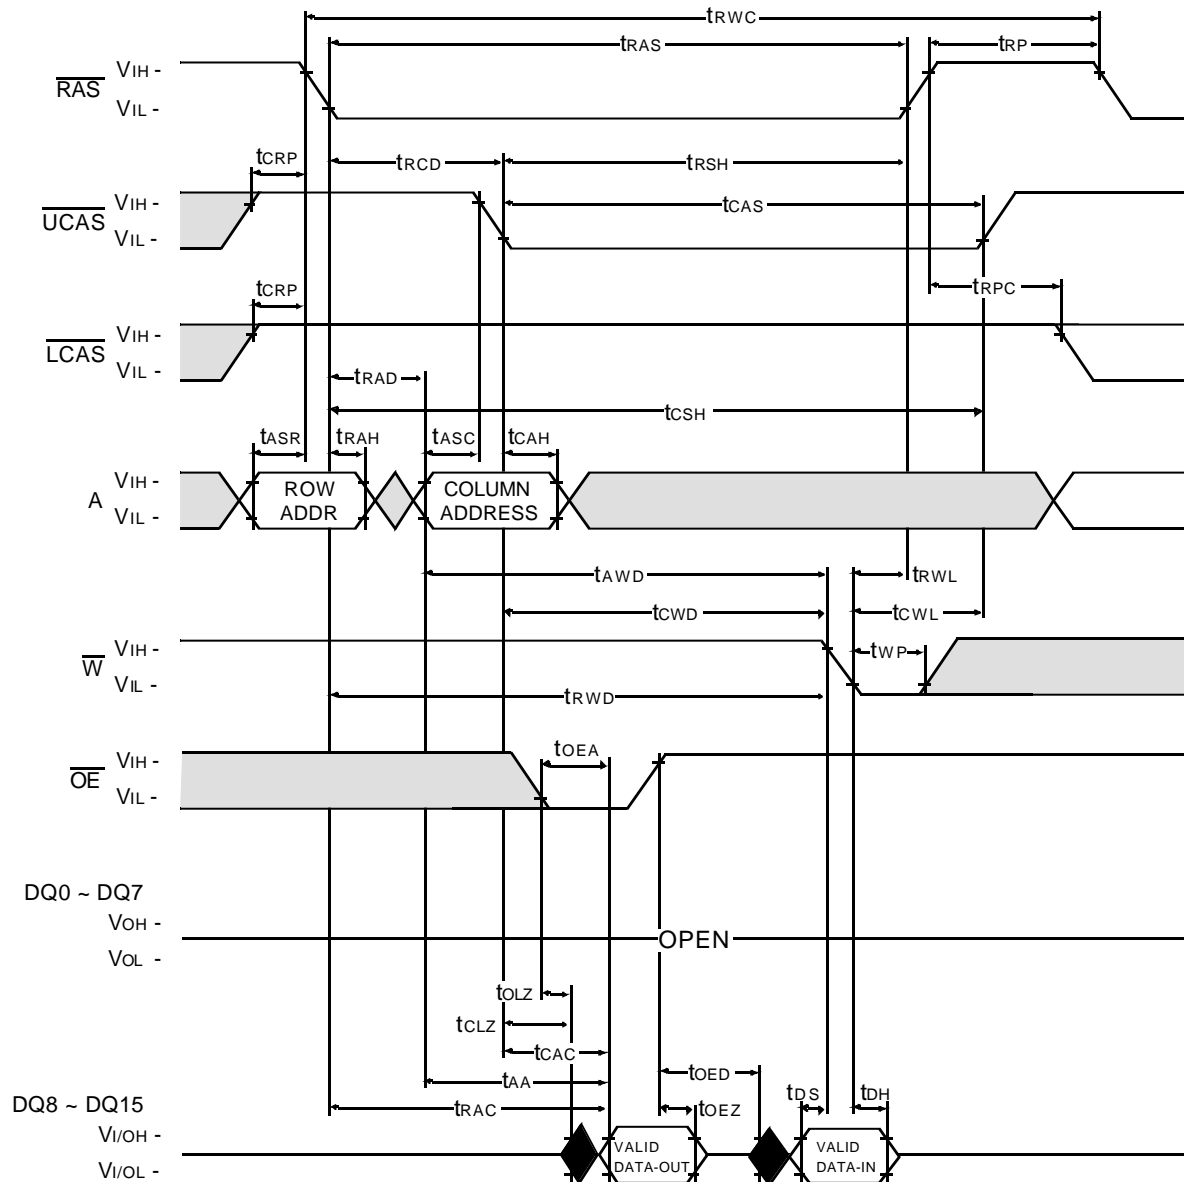 tRWC
tRAS
tRP
RAS
VIH -
VIL -
tCRP
tRCD
tRSH
UCAS
VIH -
VIL -
tCAS
tCRP
tRPC
LCAS
VIH -
VIL -
tRAD
tCSH
tASR
tRAH
tASC
tCAH
A
VIH -
VIL -
ROW
ADDR
COLUMN
ADDRESS
tAWD
tRWL
tCWD
tCWL
W
VIH -
VIL -
tWP
tRWD
OE
VIH -
VIL -
tOEA
DQ0 ~ DQ7
VOH -
VOL -
OPEN
tOLZ
tCLZ
tCAC
tAA
tOED
tRAC
tOEZ
tDS
tDH
DQ8 ~ DQ15
VI/OH -
VI/OL -
VALID
DATA-OUT
VALID
DATA-IN